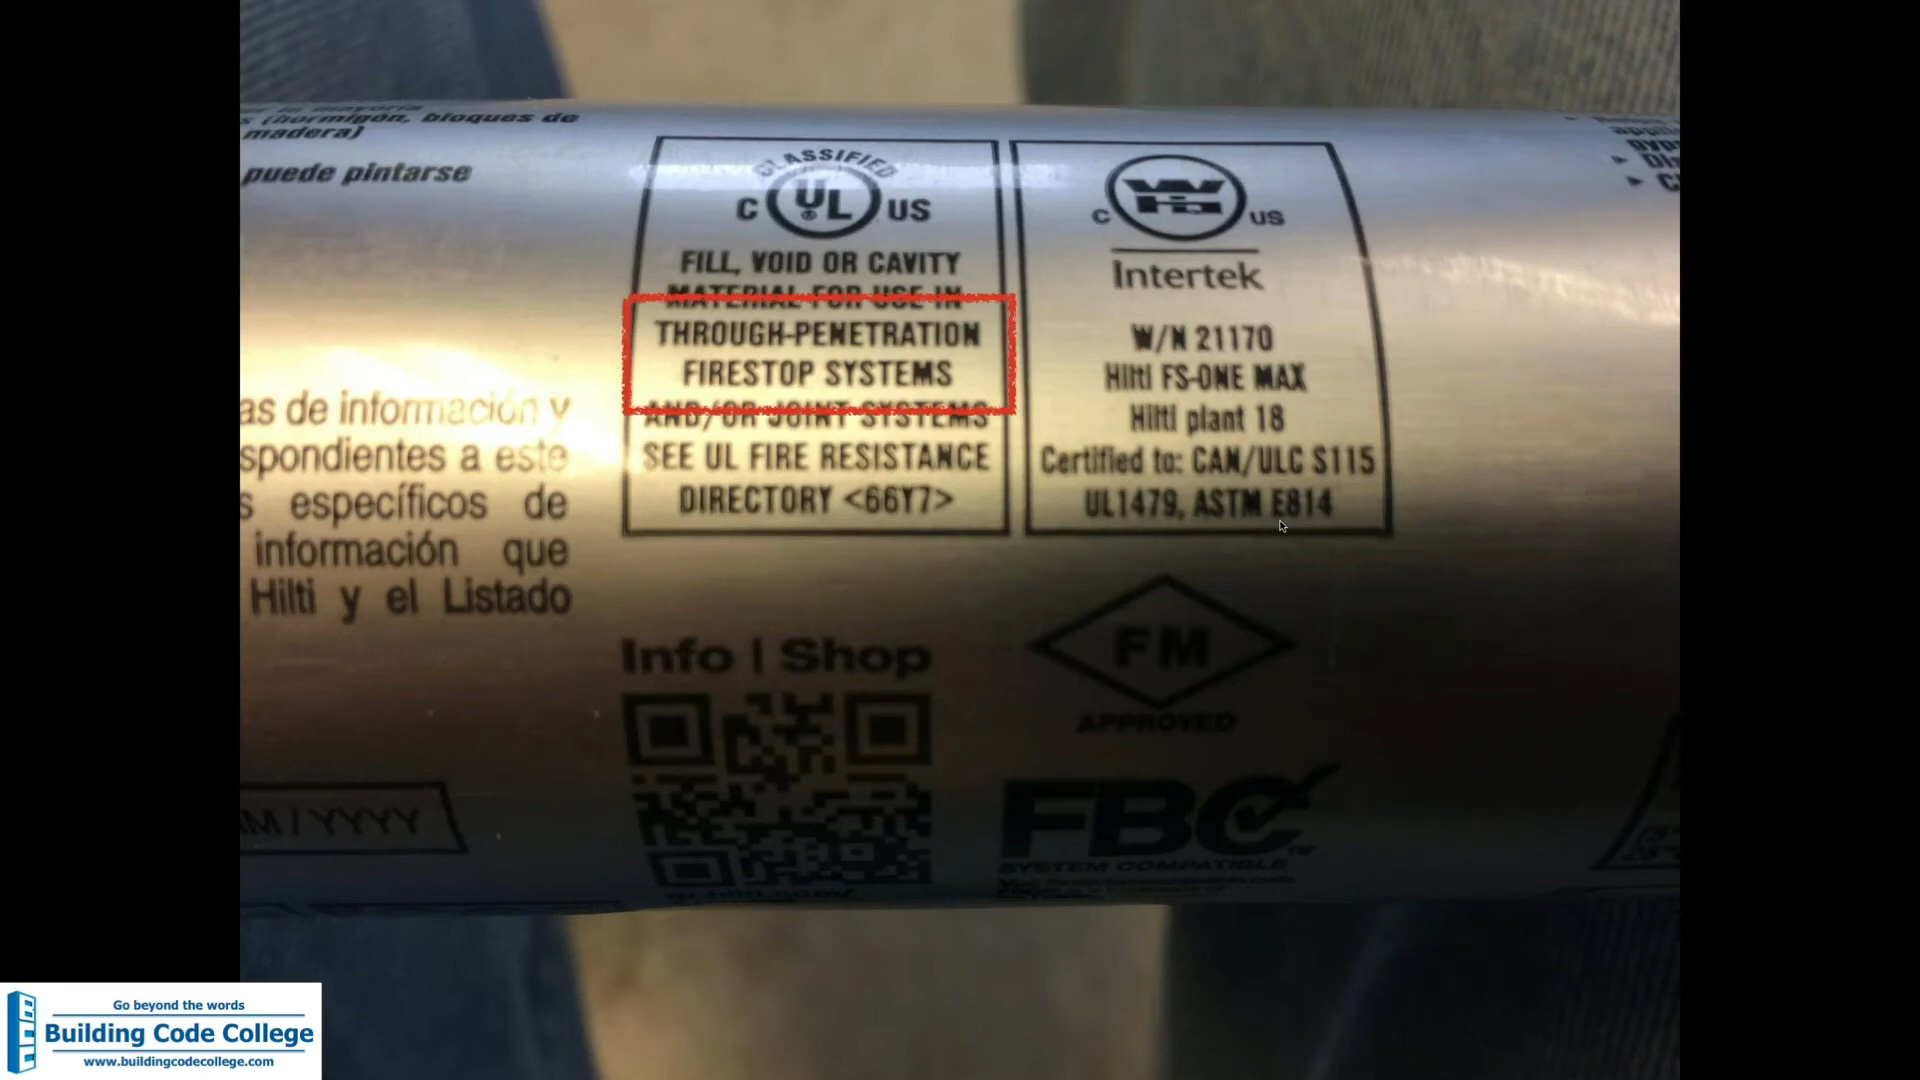 (hormigón, bloques de
madera)
puede pintarse
as de información y
spondientes a este
s específicos de
información que
Hilti y el Listado
MM/YYYY
CLASSIFIED
C UL® US
FILL, VOID OR CAVITY
MATERIAL FOR USE IN
THROUGH-PENETRATION
FIRESTOP SYSTEMS
AND/OR JOINT SYSTEMS
SEE UL FIRE RESISTANCE
DIRECTORY <66Y7>
C WH US
Intertek
W/N 21170
Hilti FS-ONE MAX
Hilti plant 18
Certified to: CAN/ULC S115
UL1479, ASTM E814
Info | Shop
FM
APPROVED
FBC™
SYSTEM COMPATIBLE
Go beyond the words
Building Code College
www.buildingcodecollege.com
BCC